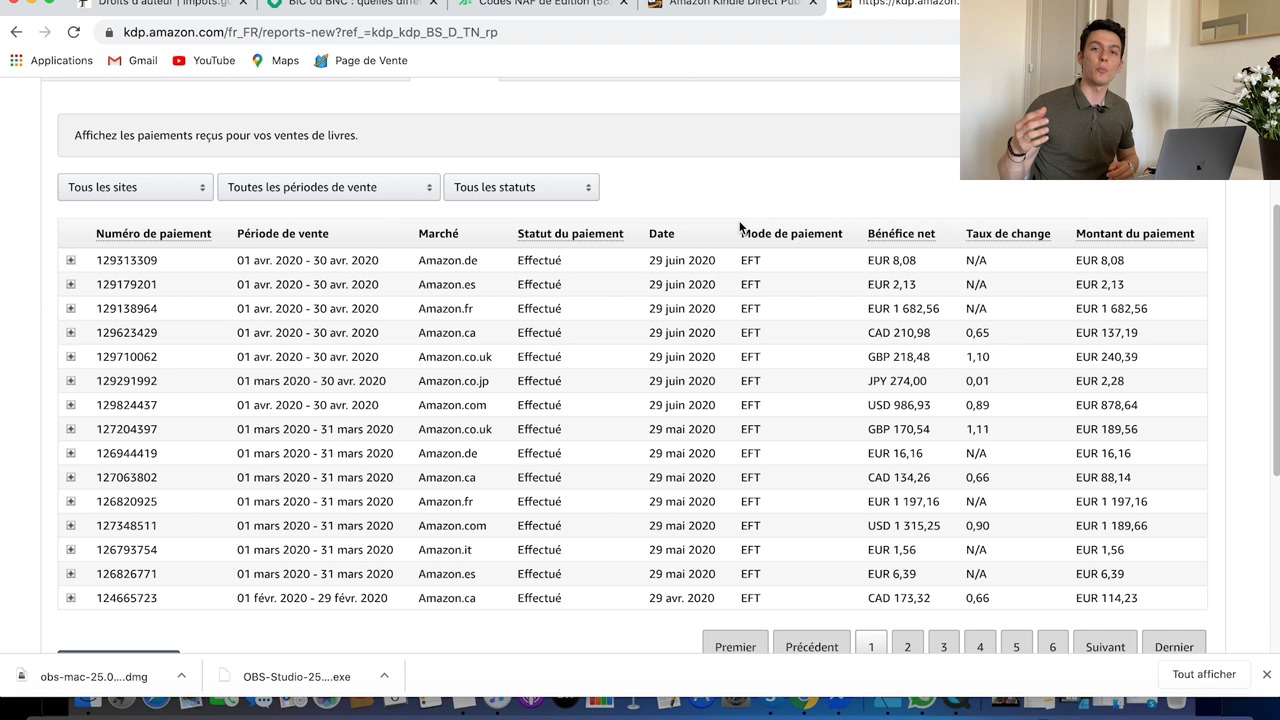 Droits d'auteur | impots.g
BIC ou BNC : quelles diffé
Codes NAF de Édition (58
Amazon Kindle Direct Pub
https://kdp.amazon.
kdp.amazon.com/fr_FR/reports-new?ref_=kdp_kdp_BS_D_TN_rp
Applications Gmail YouTube Maps Page de Vente
Affichez les paiements reçus pour vos ventes de livres.
Tous les sites Toutes les périodes de vente Tous les statuts
Numéro de paiement Période de vente Marché Statut du paiement Date Mode de paiement Bénéfice net Taux de change Montant du paiement
129313309 01 avr. 2020 - 30 avr. 2020 Amazon.de Effectué 29 juin 2020 EFT EUR 8,08 N/A EUR 8,08
129179201 01 avr. 2020 - 30 avr. 2020 Amazon.es Effectué 29 juin 2020 EFT EUR 2,13 N/A EUR 2,13
129138964 01 avr. 2020 - 30 avr. 2020 Amazon.fr Effectué 29 juin 2020 EFT EUR 1 682,56 N/A EUR 1 682,56
129623429 01 avr. 2020 - 30 avr. 2020 Amazon.ca Effectué 29 juin 2020 EFT CAD 210,98 0,65 EUR 137,19
129710062 01 avr. 2020 - 30 avr. 2020 Amazon.co.uk Effectué 29 juin 2020 EFT GBP 218,48 1,10 EUR 240,39
129291992 01 mars 2020 - 30 avr. 2020 Amazon.co.jp Effectué 29 juin 2020 EFT JPY 274,00 0,01 EUR 2,28
129824437 01 avr. 2020 - 30 avr. 2020 Amazon.com Effectué 29 juin 2020 EFT USD 986,93 0,89 EUR 878,64
127204397 01 mars 2020 - 31 mars 2020 Amazon.co.uk Effectué 29 mai 2020 EFT GBP 170,54 1,11 EUR 189,56
126944419 01 mars 2020 - 31 mars 2020 Amazon.de Effectué 29 mai 2020 EFT EUR 16,16 N/A EUR 16,16
127063802 01 mars 2020 - 31 mars 2020 Amazon.ca Effectué 29 mai 2020 EFT CAD 134,26 0,66 EUR 88,14
126820925 01 mars 2020 - 31 mars 2020 Amazon.fr Effectué 29 mai 2020 EFT EUR 1 197,16 N/A EUR 1 197,16
127348511 01 mars 2020 - 31 mars 2020 Amazon.com Effectué 29 mai 2020 EFT USD 1 315,25 0,90 EUR 1 189,66
126793754 01 mars 2020 - 31 mars 2020 Amazon.it Effectué 29 mai 2020 EFT EUR 1,56 N/A EUR 1,56
126826771 01 mars 2020 - 31 mars 2020 Amazon.es Effectué 29 mai 2020 EFT EUR 6,39 N/A EUR 6,39
124665723 01 févr. 2020 - 29 févr. 2020 Amazon.ca Effectué 29 avr. 2020 EFT CAD 173,32 0,66 EUR 114,23
Premier Précédent 1 2 3 4 5 6 Suivant Dernier
obs-mac-25.0....dmg OBS-Studio-25....exe Tout afficher